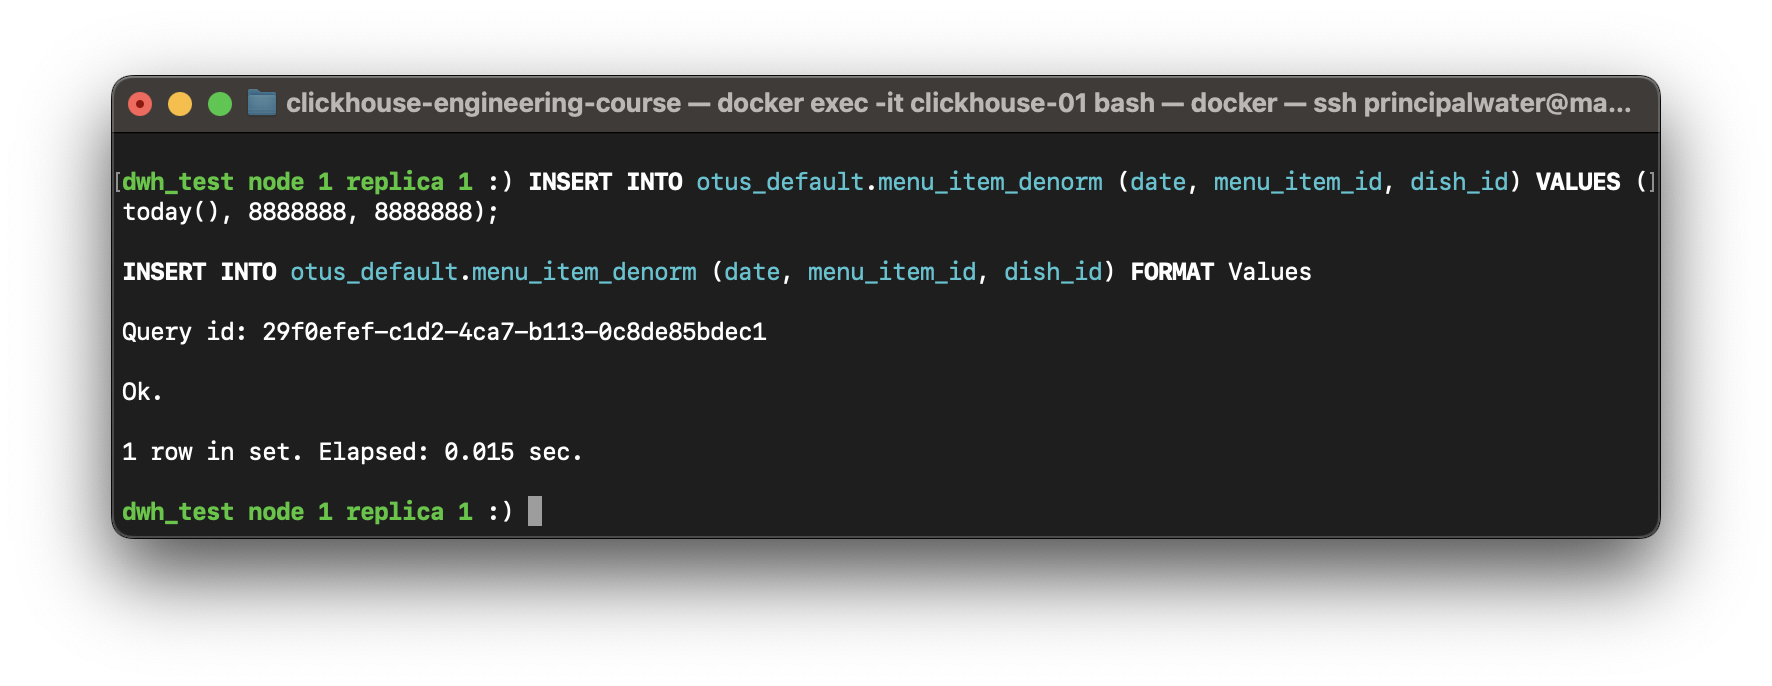 clickhouse-engineering-course — docker exec -it clickhouse-01 bash — docker — ssh principalwater@ma...
[dwh_test node 1 replica 1 :) INSERT INTO otus_default.menu_item_denorm (date, menu_item_id, dish_id) VALUES (]
today(), 8888888, 8888888);
INSERT INTO otus_default.menu_item_denorm (date, menu_item_id, dish_id) FORMAT Values
Query id: 29f0efef-c1d2-4ca7-b113-0c8de85bdec1
Ok.
1 row in set. Elapsed: 0.015 sec.
dwh_test node 1 replica 1 :)